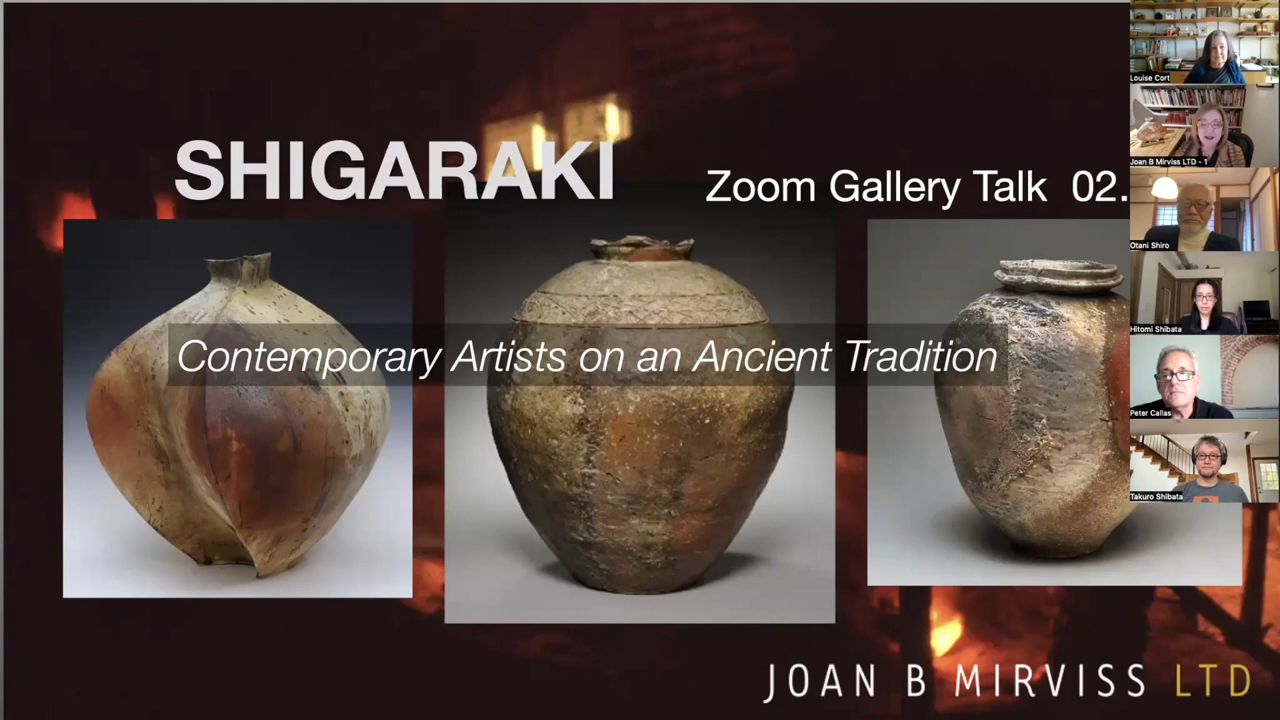 SHIGARAKI
Zoom Gallery Talk 02.
Contemporary Artists on an Ancient Tradition
JOAN B MIRVISS LTD
Louise Cort
Joan B Mirviss LTD - 1
Otani Shiro
Hitomi Shibata
Peter Callas
Takuro Shibata